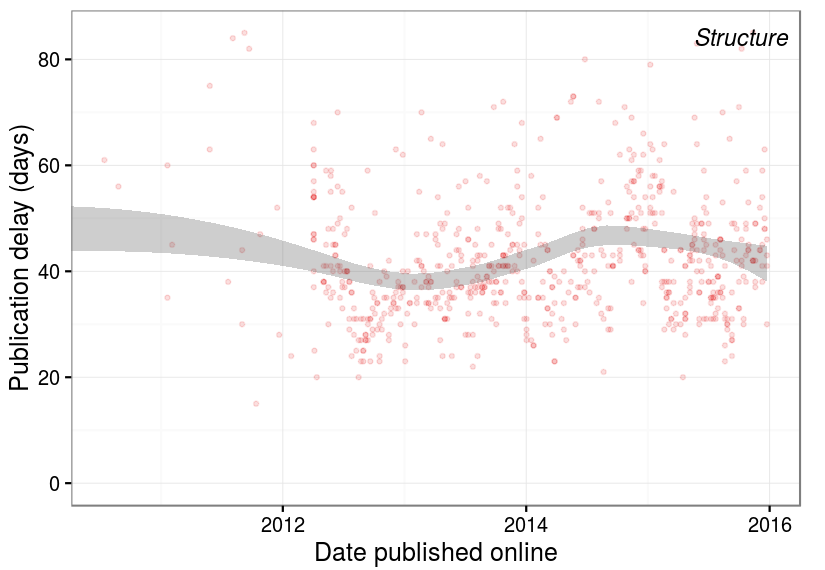 Structure
Publication delay (days)
80
60
40
20
0
2012
2014
2016
Date published online